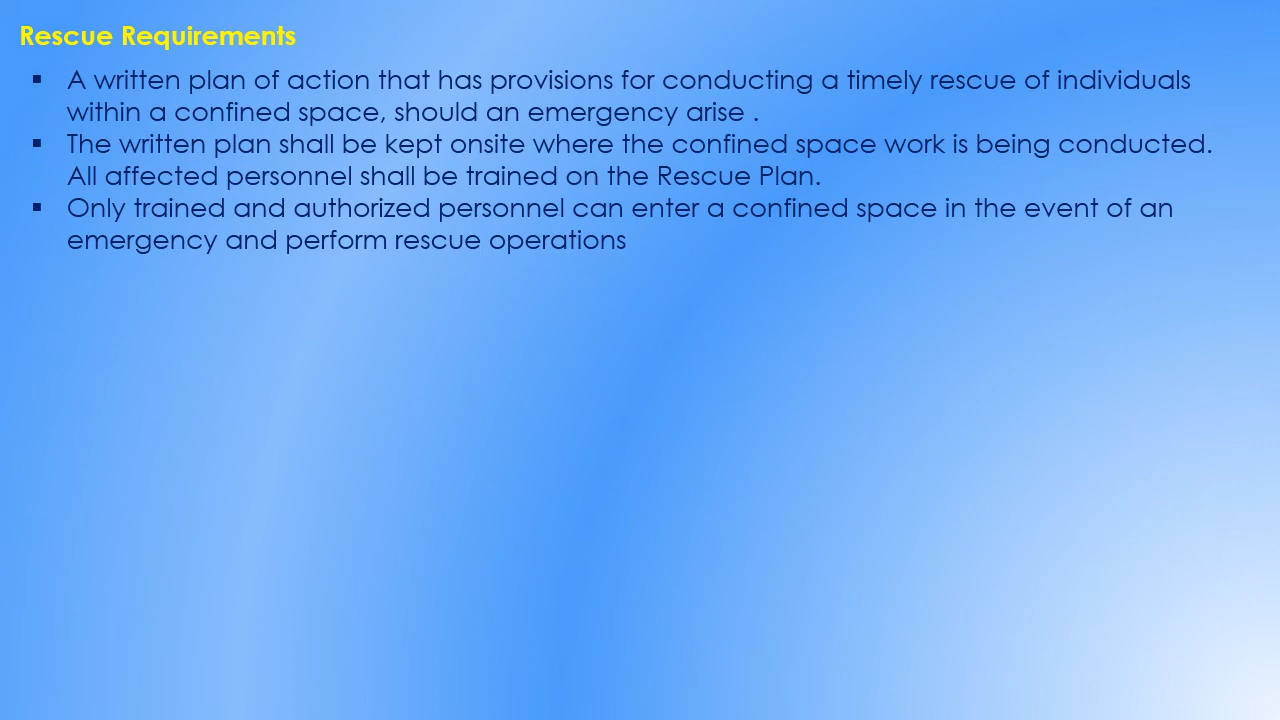 Rescue Requirements
▪ A written plan of action that has provisions for conducting a timely rescue of individuals
within a confined space, should an emergency arise .
▪ The written plan shall be kept onsite where the confined space work is being conducted.
All affected personnel shall be trained on the Rescue Plan.
▪ Only trained and authorized personnel can enter a confined space in the event of an
emergency and perform rescue operations